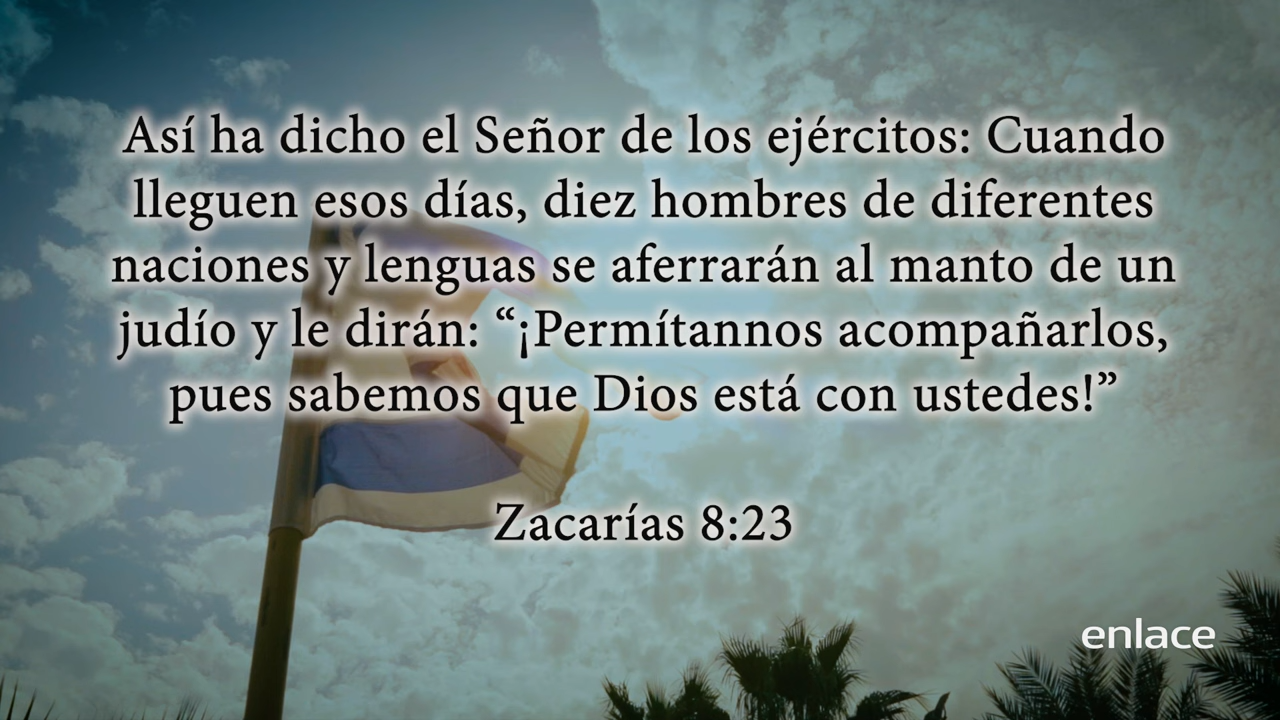 Así ha dicho el Señor de los ejércitos: Cuando
lleguen esos días, diez hombres de diferentes
naciones y lenguas se aferrarán al manto de un
judío y le dirán: “¡Permítannos acompañarlos,
pues sabemos que Dios está con ustedes!”
Zacarías 8:23
enlace